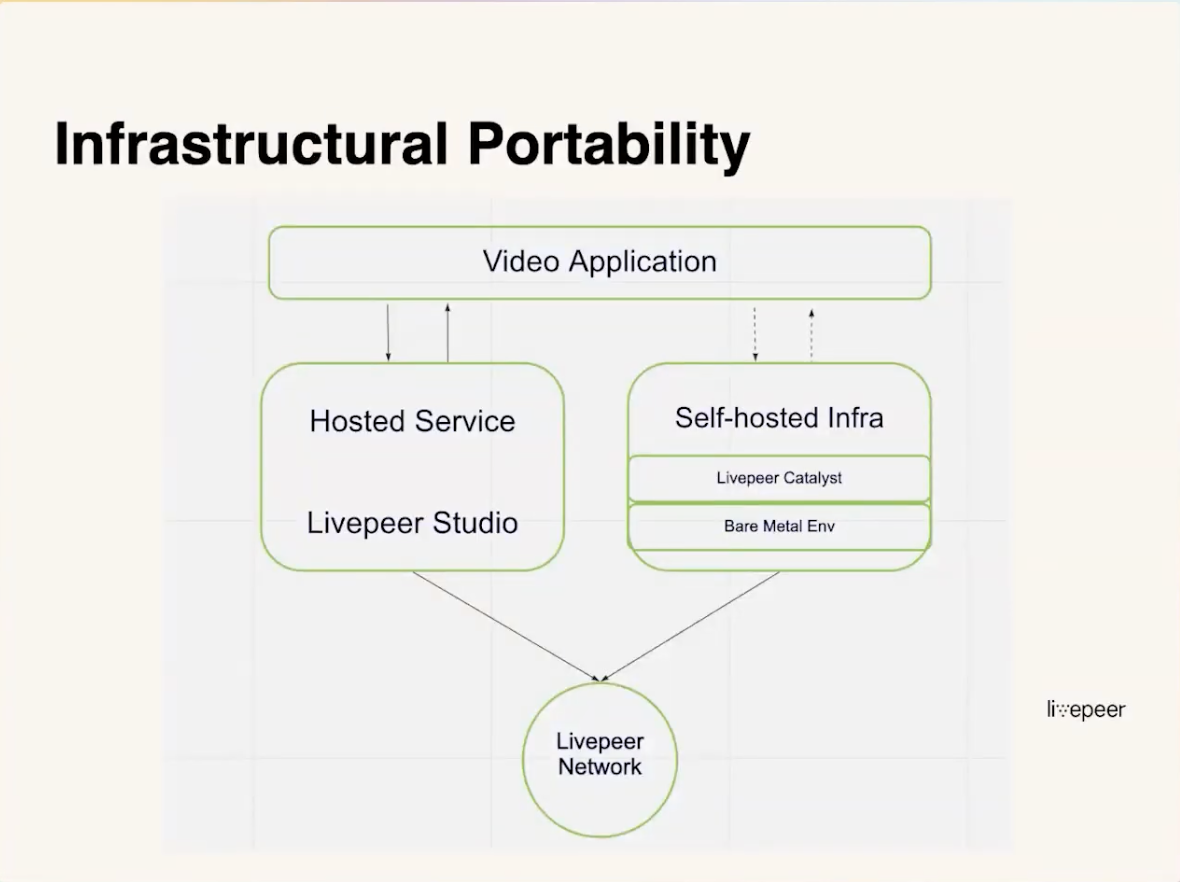 Infrastructural Portability
Video Application
Hosted Service
Livepeer Studio
Self-hosted Infra
Livepeer Catalyst
Bare Metal Env
Livepeer
Network
livepeer